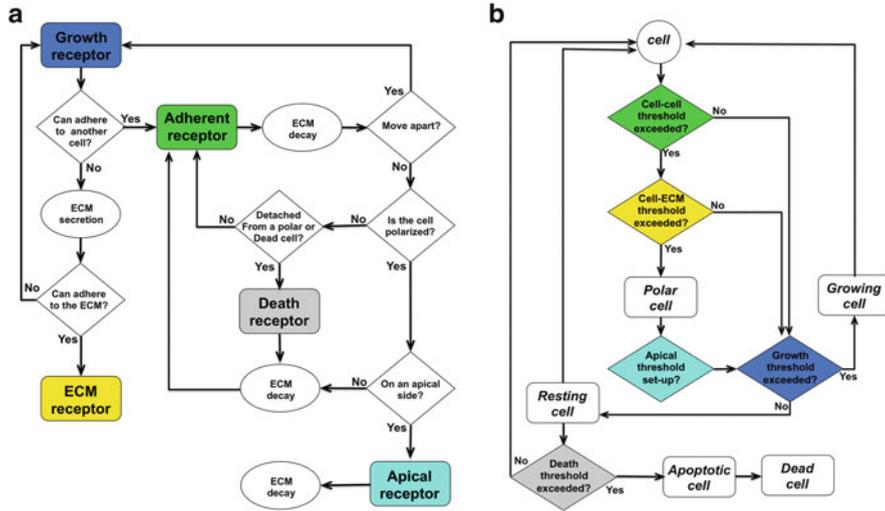 a
Growth
receptor
Can adhere
to another
cell?
Yes
No
Adherent
receptor
ECM
decay
Yes
Move apart?
No
ECM
secretion
No
Can adhere
to the ECM?
Yes
ECM
receptor
No
Detached
From a polar or
Dead cell?
Yes
No
Is the cell
polarized?
Yes
Death
receptor
ECM
decay
No
On an apical
side?
Yes
ECM
decay
Apical
receptor
b
cell
Cell-cell
threshold
exceeded?
No
Yes
Cell-ECM
threshold
exceeded?
No
Yes
Polar
cell
Growing
cell
Apical
threshold
set-up?
Growth
threshold
exceeded?
Yes
No
Resting
cell
No
Death
threshold
exceeded?
Yes
Apoptotic
cell
Dead
cell